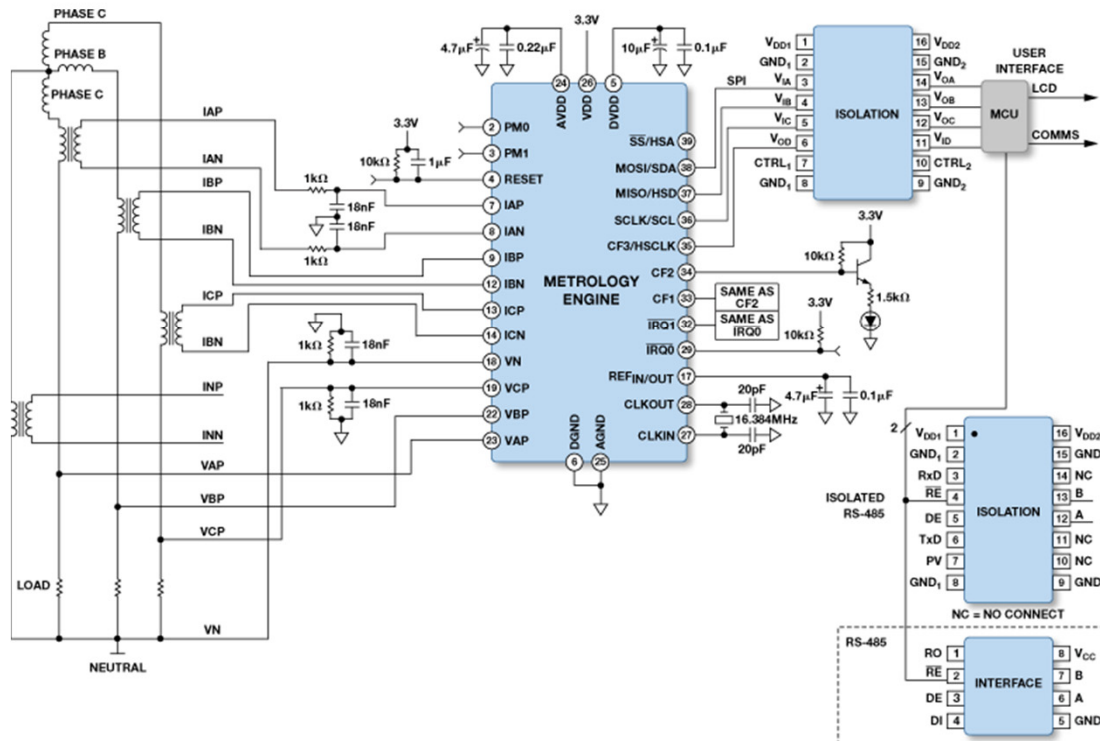 PHASE C
PHASE B
PHASE C
IAP
IAN
IBP
IBN
ICP
IBN
INP
INN
VAP
VBP
VCP
LOAD
VN
NEUTRAL
4.7µF
0.22µF
3.3V
10µF
0.1µF
3.3V
10kΩ
1µF
1kΩ
18nF
18nF
1kΩ
1kΩ
18nF
1kΩ
18nF
24
26
5
AVDD
VDD
DVDD
2 PM0
3 PM1
4 RESET
7 IAP
8 IAN
9 IBP
12 IBN
13 ICP
14 ICN
18 VN
19 VCP
22 VBP
23 VAP
METROLOGY
ENGINE
SS/HSA 39
MOSI/SDA 38
MISO/HSD 37
SCLK/SCL 36
CF3/HSCLK 35
CF2 34
CF1 33
IRQ1 32
IRQ0 29
REFIN/OUT 17
CLKOUT 28
CLKIN 27
DGND
AGND
6
25
SAME AS
CF2
SAME AS
IRQ0
3.3V
10kΩ
3.3V
10kΩ
1.5kΩ
20pF
16.384MHz
20pF
4.7µF
0.1µF
SPI
VDD1 1
GND1 2
VIA 3
VIB 4
VIC 5
VOD 6
CTRL1 7
GND1 8
ISOLATION
16 VDD2
15 GND2
14 VOA
13 VOB
12 VOC
11 VID
10 CTRL2
9 GND2
MCU
USER
INTERFACE
LCD
COMMS
2
ISOLATED
RS-485
VDD1 1
GND1 2
RxD 3
RE 4
DE 5
TxD 6
PV 7
GND1 8
ISOLATION
16 VDD2
15 GND
14 NC
13 B
12 A
11 NC
10 NC
9 GND
NC = NO CONNECT
RS-485
RO 1
RE 2
DE 3
DI 4
INTERFACE
8 VCC
7 B
6 A
5 GND